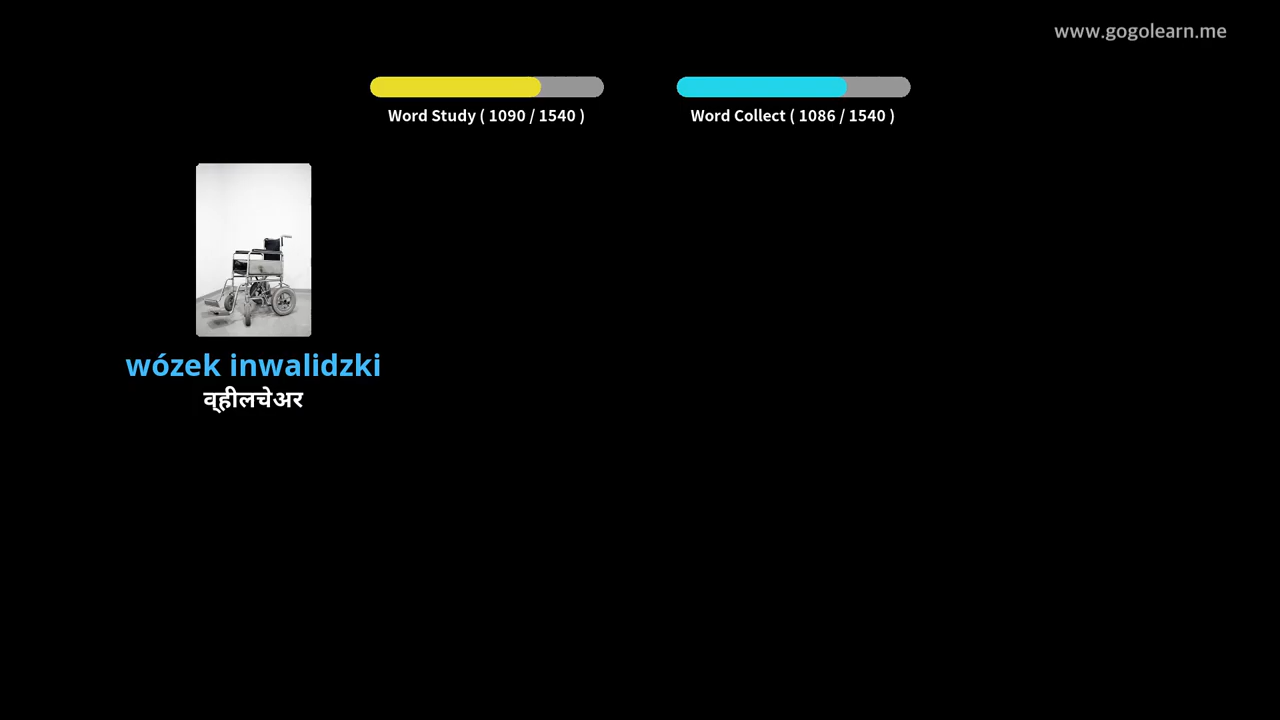 www.gogolearn.me
Word Study ( 1090 / 1540 )
Word Collect ( 1086 / 1540 )
wózek inwalidzki
व्हीलचेअर